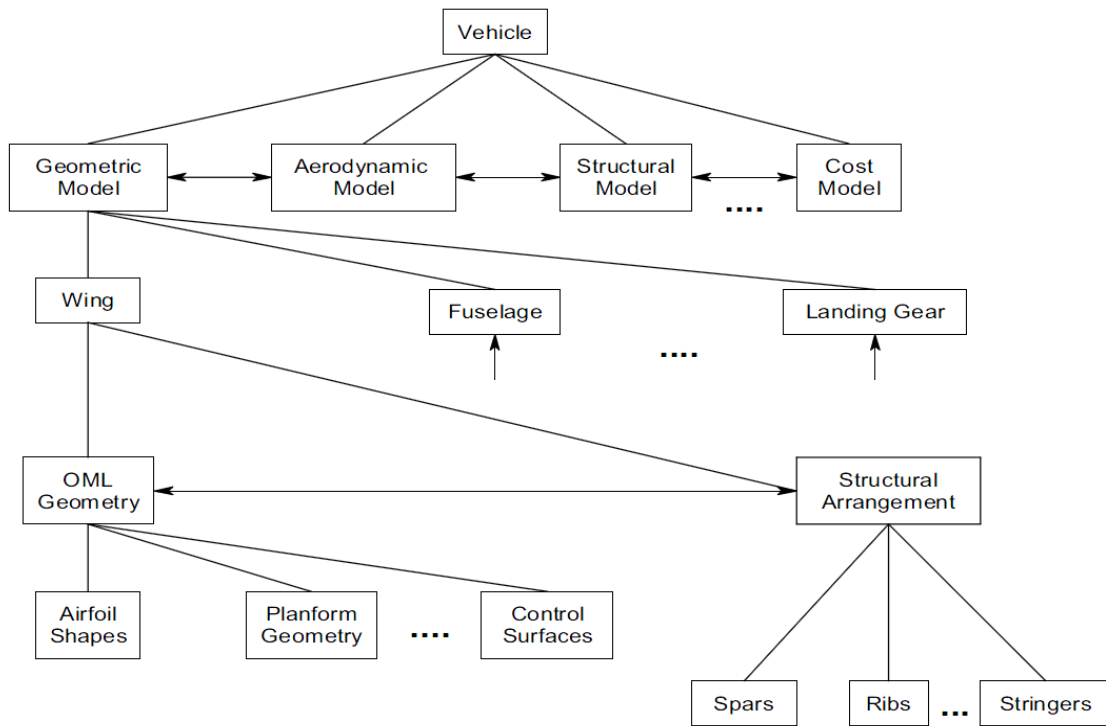 Vehicle
Geometric
Model
Aerodynamic
Model
Structural
Model
Cost
Model
....
Wing
Fuselage
Landing Gear
....
OML
Geometry
Structural
Arrangement
Airfoil
Shapes
Planform
Geometry
....
Control
Surfaces
Spars
Ribs
...
Stringers